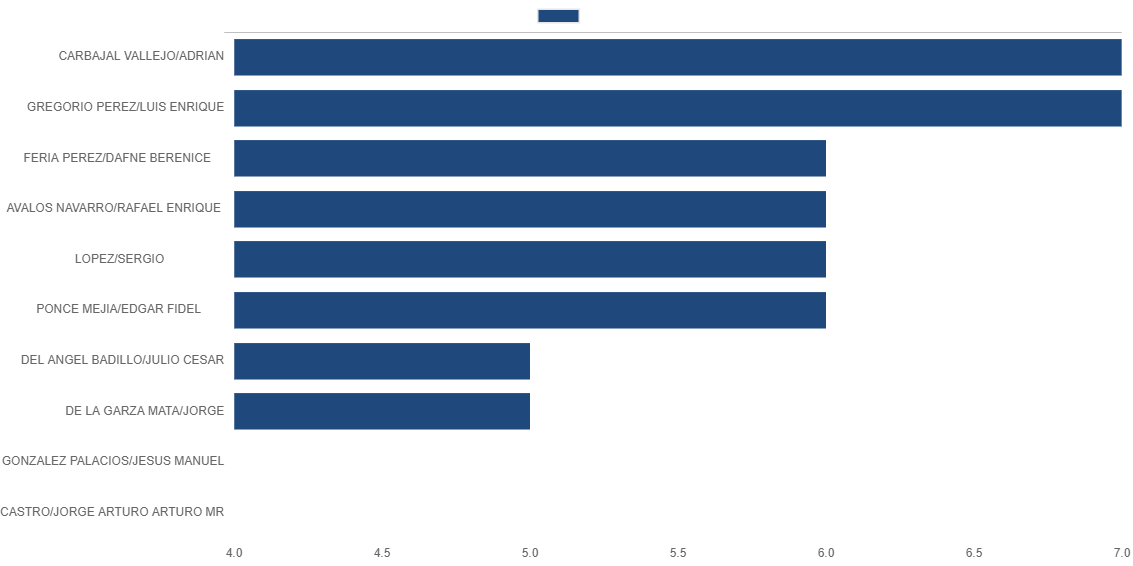 CARBAJAL VALLEJO/ADRIAN
GREGORIO PEREZ/LUIS ENRIQUE
FERIA PEREZ/DAFNE BERENICE
AVALOS NAVARRO/RAFAEL ENRIQUE
LOPEZ/SERGIO
PONCE MEJIA/EDGAR FIDEL
DEL ANGEL BADILLO/JULIO CESAR
DE LA GARZA MATA/JORGE
GONZALEZ PALACIOS/JESUS MANUEL
CASTRO/JORGE ARTURO ARTURO MR
4.0 4.5 5.0 5.5 6.0 6.5 7.0